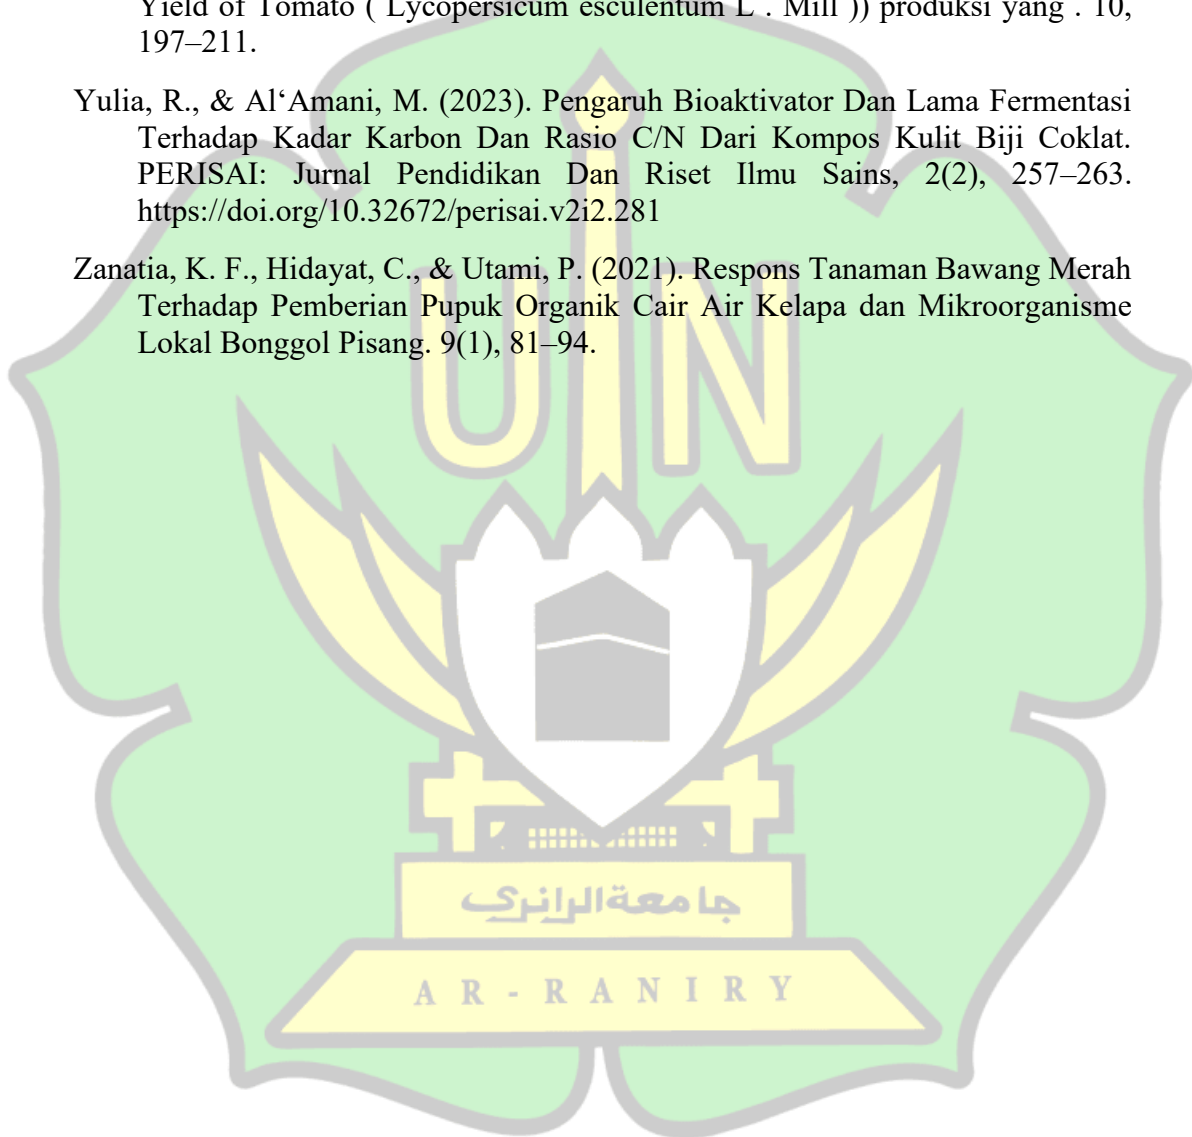 Yield of Tomato ( Lycopersicum esculentum L . Mill )) produksi yang . 10,
197–211.
Yulia, R., & Al‘Amani, M. (2023). Pengaruh Bioaktivator Dan Lama Fermentasi
Terhadap Kadar Karbon Dan Rasio C/N Dari Kompos Kulit Biji Coklat.
PERISAI: Jurnal Pendidikan Dan Riset Ilmu Sains, 2(2), 257–263.
https://doi.org/10.32672/perisai.v2i2.281
Zanatia, K. F., Hidayat, C., & Utami, P. (2021). Respons Tanaman Bawang Merah
Terhadap Pemberian Pupuk Organik Cair Air Kelapa dan Mikroorganisme
Lokal Bonggol Pisang. 9(1), 81–94.
UIN
جامعة الرانري
AR-RANIRY